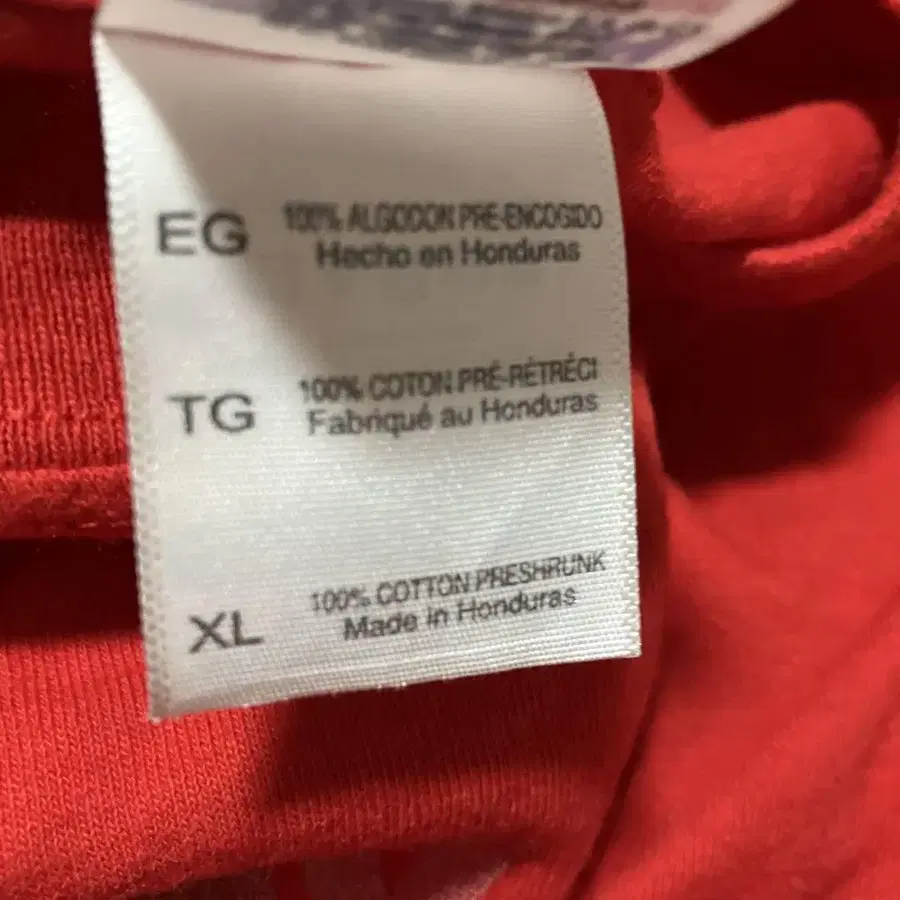 EG 100% ALGODON PRE-ENCOGIDO
Hecho en Honduras
TG 100% COTON PRÉ-RÉTRÉCI
Fabriqué au Honduras
XL 100% COTTON PRESHRUNK
Made in Honduras